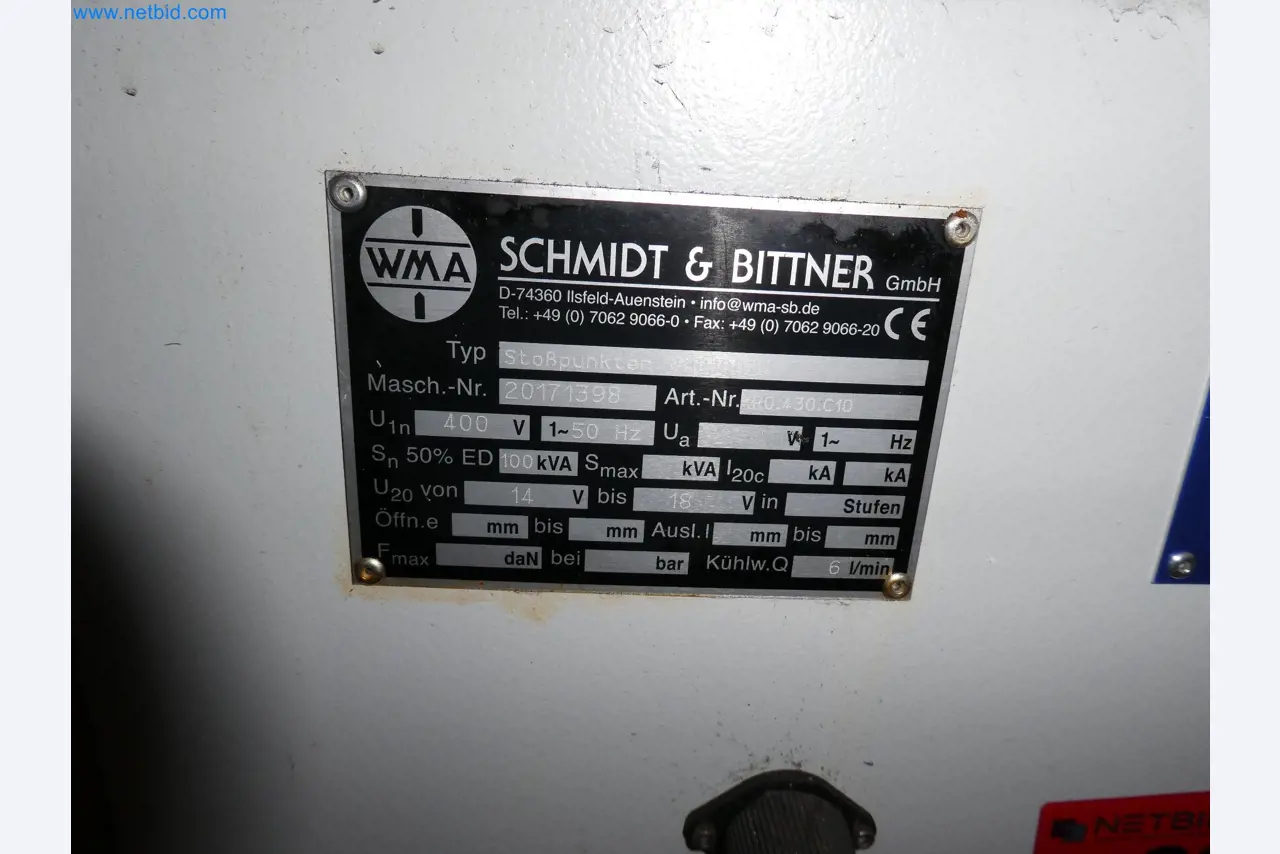 www.netbid.com
WMA
SCHMIDT & BITTNER GmbH
D-74360 Ilsfeld-Auenstein • info@wma-sb.de
Tel.: +49 (0) 7062 9066-0 • Fax: +49 (0) 7062 9066-20 CE
Typ Stoßpunkter
Masch.-Nr. 20171398 Art.-Nr.
U1n 400 V 1~50 Hz Ua V 1~ Hz
Sn 50% ED 100 kVA Smax kVA I20c kA kA
U20 von 14 V bis 18 V in Stufen
Öffn.e mm bis mm Ausl.l mm bis mm
Fmax daN bei bar Kühlw.Q 6 l/min